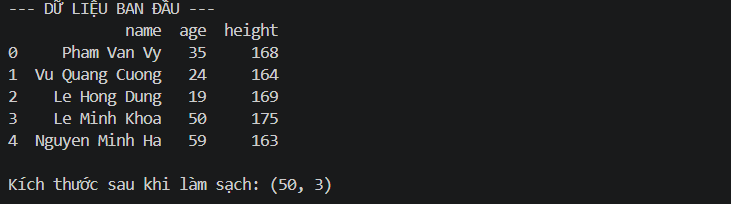 --- DỮ LIỆU BAN ĐẦU ---
name age height
0 Pham Van Vy 35 168
1 Vu Quang Cuong 24 164
2 Le Hong Dung 19 169
3 Le Minh Khoa 50 175
4 Nguyen Minh Ha 59 163
Kích thước sau khi làm sạch: (50, 3)